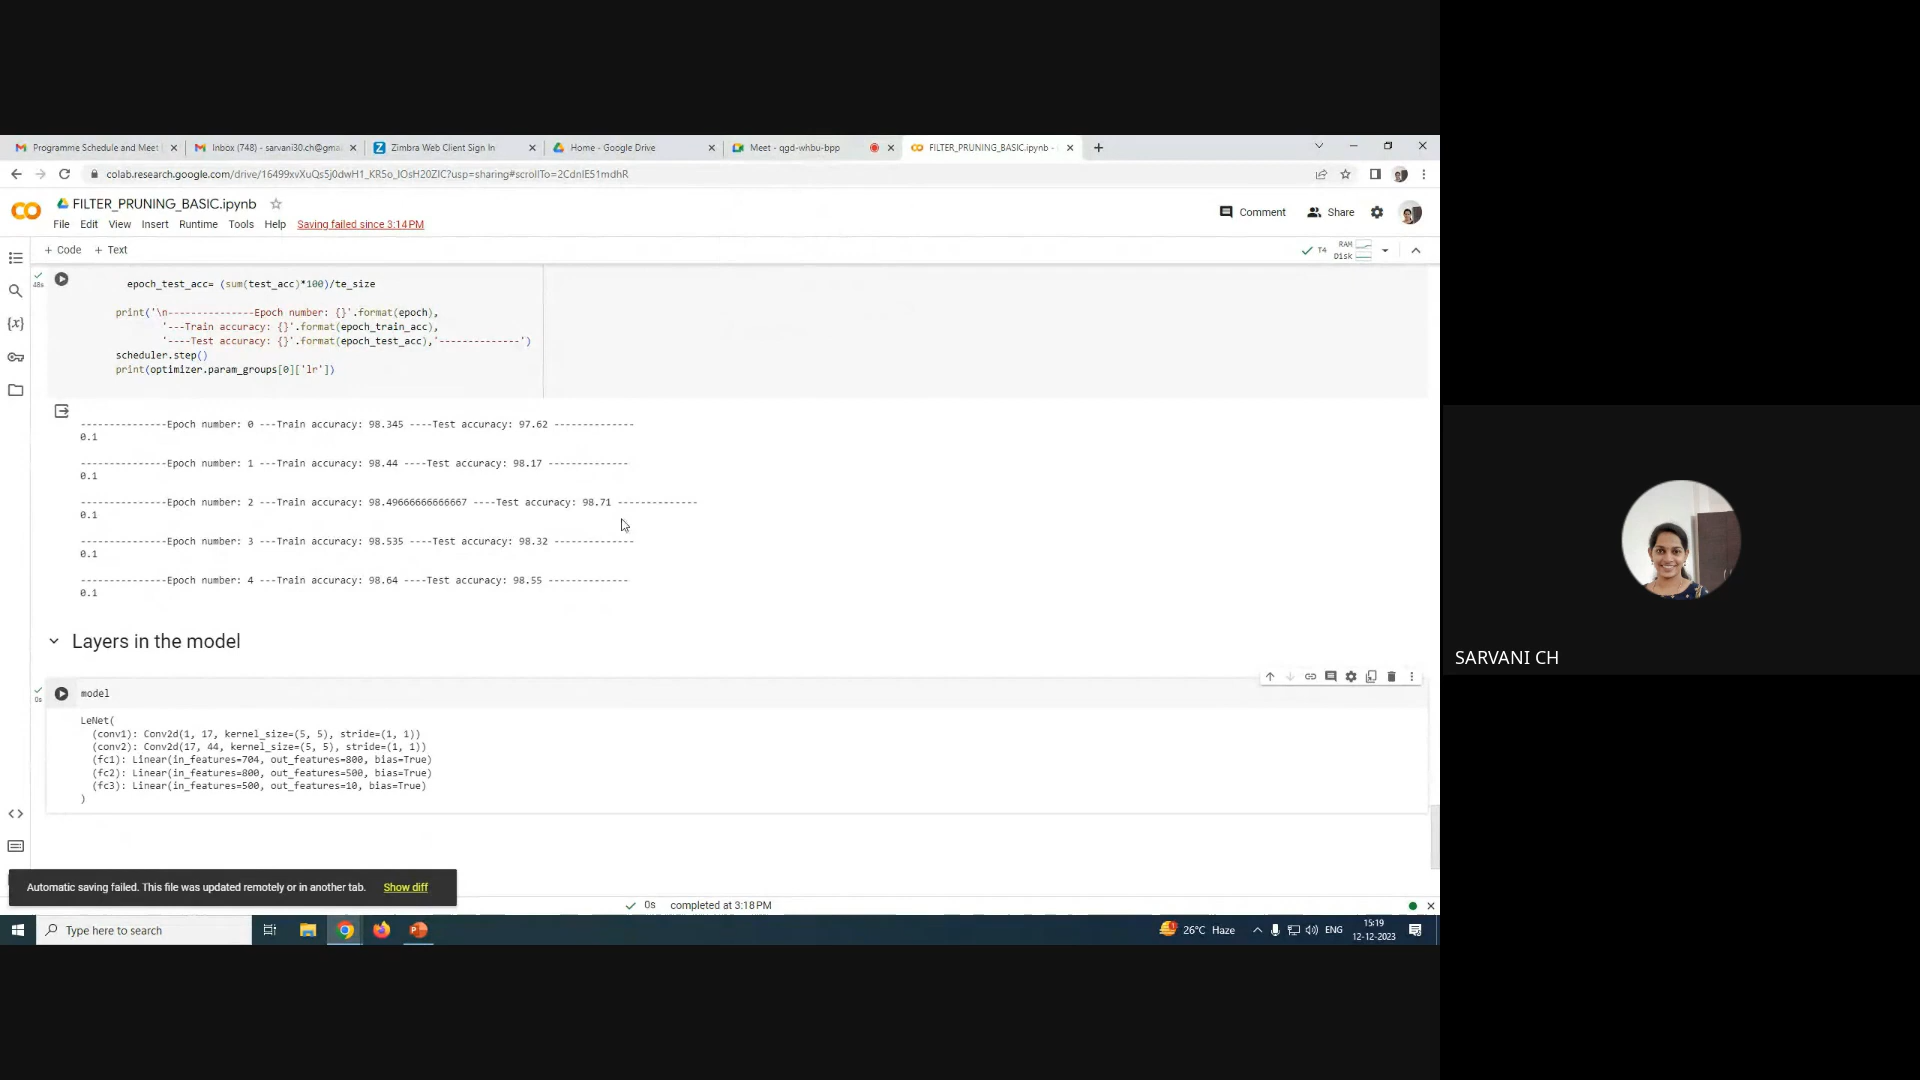 Programme Schedule and Meet
Inbox (748) - sarvani30.ch@gma
Zimbra Web Client Sign In
Home - Google Drive
Meet - qgd-whbu-bpp
FILTER_PRUNING_BASIC.ipynb -
colab.research.google.com/drive/16499xvXuQs5j0dwH1_KR5o_IOsH20ZIC?usp=sharing#scrollTo=2CdnIE51mdhR
FILTER_PRUNING_BASIC.ipynb
Comment
Share
File Edit View Insert Runtime Tools Help Saving failed since 3:14 PM
+ Code + Text
T4 RAM
Disk
48s
epoch_test_acc= (sum(test_acc)*100)/te_size
print('\n---------------Epoch number: {}'.format(epoch),
'---Train accuracy: {}'.format(epoch_train_acc),
'----Test accuracy: {}'.format(epoch_test_acc),'--------------')
scheduler.step()
print(optimizer.param_groups[0]['lr'])
---------------Epoch number: 0 ---Train accuracy: 98.345 ----Test accuracy: 97.62 --------------
0.1
---------------Epoch number: 1 ---Train accuracy: 98.44 ----Test accuracy: 98.17 --------------
0.1
---------------Epoch number: 2 ---Train accuracy: 98.49666666666667 ----Test accuracy: 98.71 --------------
0.1
---------------Epoch number: 3 ---Train accuracy: 98.535 ----Test accuracy: 98.32 --------------
0.1
---------------Epoch number: 4 ---Train accuracy: 98.64 ----Test accuracy: 98.55 --------------
0.1
Layers in the model
0s
model
LeNet(
(conv1): Conv2d(1, 17, kernel_size=(5, 5), stride=(1, 1))
(conv2): Conv2d(17, 44, kernel_size=(5, 5), stride=(1, 1))
(fc1): Linear(in_features=704, out_features=800, bias=True)
(fc2): Linear(in_features=800, out_features=500, bias=True)
(fc3): Linear(in_features=500, out_features=10, bias=True)
)
Automatic saving failed. This file was updated remotely or in another tab. Show diff
0s completed at 3:18 PM
Type here to search
26°C Haze
ENG
15:19
12-12-2023
SARVANI CH